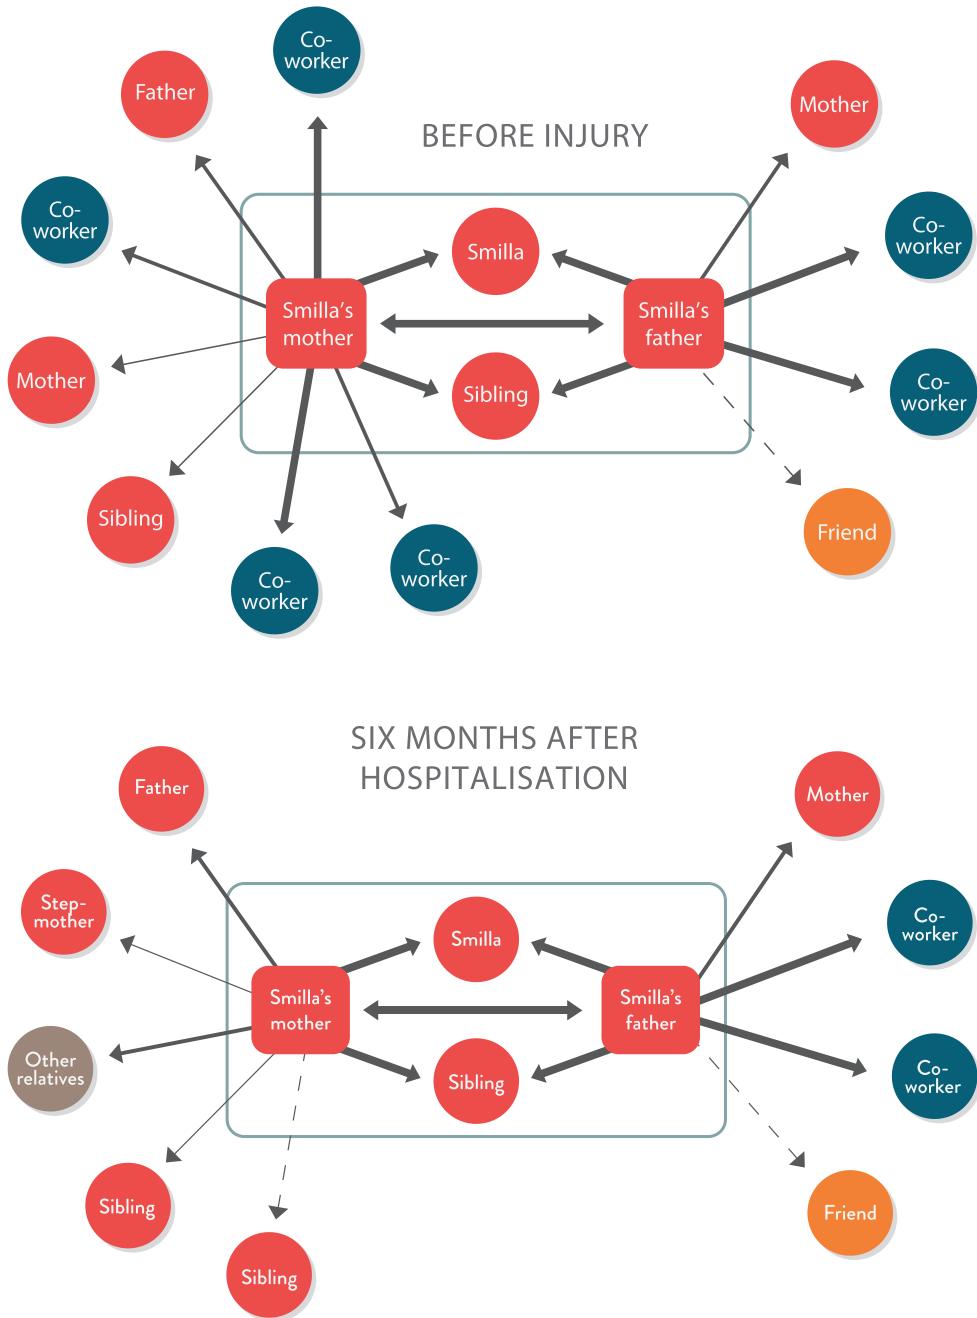 Co-
worker
Father
Mother
BEFORE INJURY
Co-
worker
Co-
worker
Smilla
Smilla's
mother
Smilla's
father
Mother
Sibling
Co-
worker
Sibling
Friend
Co-
worker
Co-
worker
SIX MONTHS AFTER
HOSPITALISATION
Father
Mother
Step-
mother
Co-
worker
Smilla
Smilla's
mother
Smilla's
father
Other
relatives
Sibling
Co-
worker
Sibling
Friend
Sibling